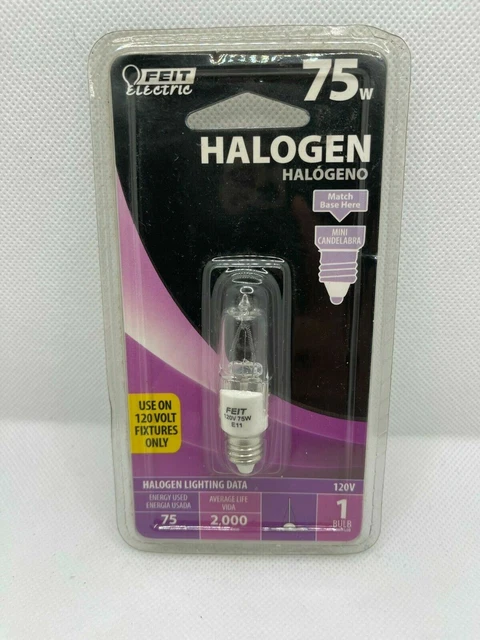 FEIT
Electric
75W
HALOGEN
HALÓGENO
Match
Base Here
MINI
CANDELABRA
FEIT
120V 75W
E11
USE ON
120 VOLT
FIXTURES
ONLY
HALOGEN LIGHTING DATA 120V
ENERGY USED
ENERGIA USADA
75
AVERAGE LIFE
VIDA
2,000
1
BULB